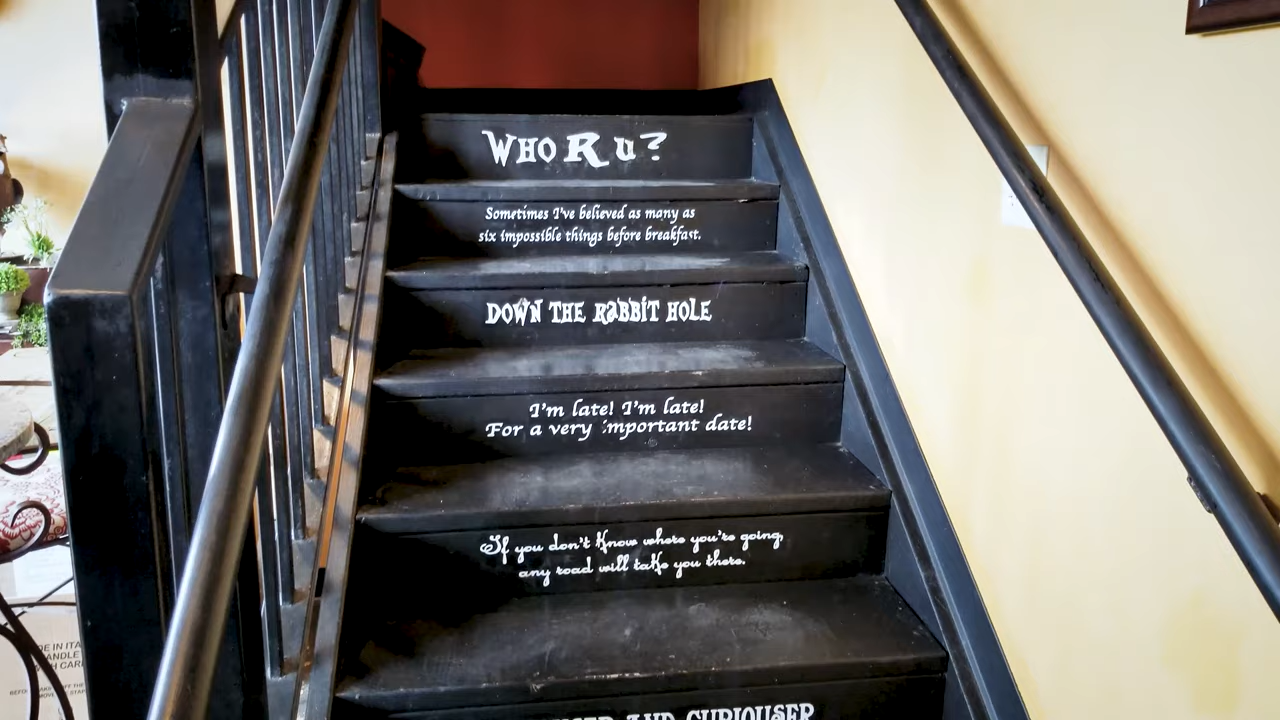 WHO R u?
Sometimes I've believed as many as
six impossible things before breakfast.
DOWN THE RABBIT HOLE
I'm late! I'm late!
For a very important date!
If you don't know where you're going,
any road will take you there.
AND CURIOUSER